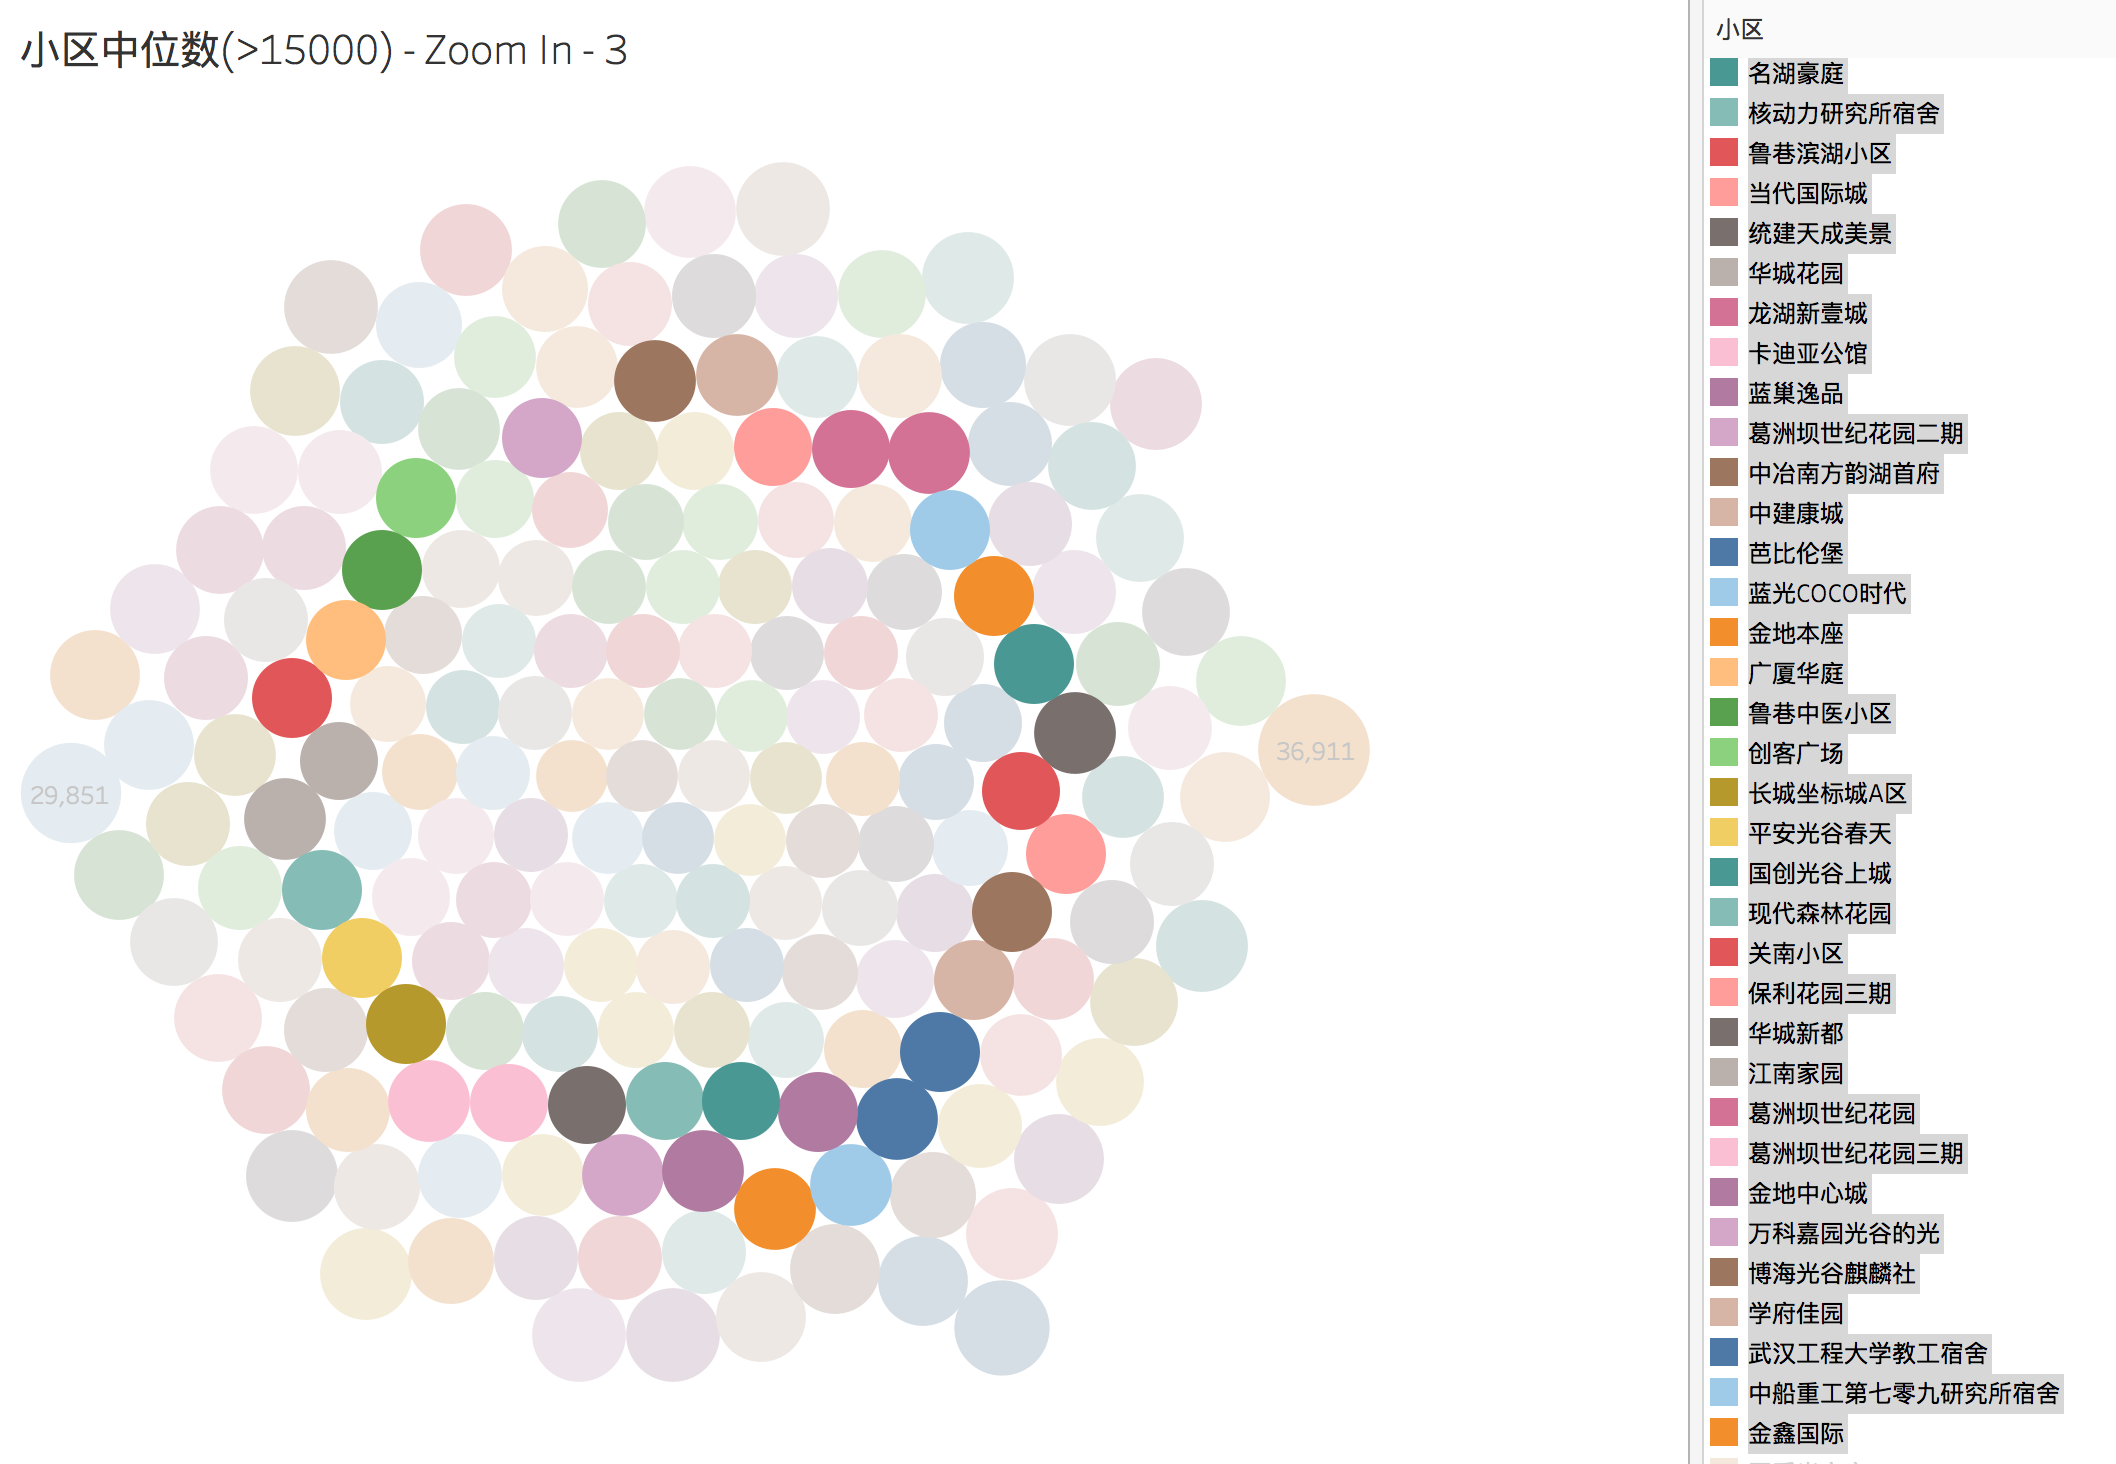 小区中位数(>15000) - Zoom In - 3
29,851
36,911
小区
名湖豪庭
核动力研究所宿舍
鲁巷滨湖小区
当代国际城
统建天成美景
华城花园
龙湖新壹城
卡迪亚公馆
蓝巢逸品
葛洲坝世纪花园二期
中冶南方韵湖首府
中建康城
芭比伦堡
蓝光COCO时代
金地本座
广厦华庭
鲁巷中医小区
创客广场
长城坐标城A区
平安光谷春天
国创光谷上城
现代森林花园
关南小区
保利花园三期
华城新都
江南家园
葛洲坝世纪花园
葛洲坝世纪花园三期
金地中心城
万科嘉园光谷的光
博海光谷麒麟社
学府佳园
武汉工程大学教工宿舍
中船重工第七零九研究所宿舍
金鑫国际